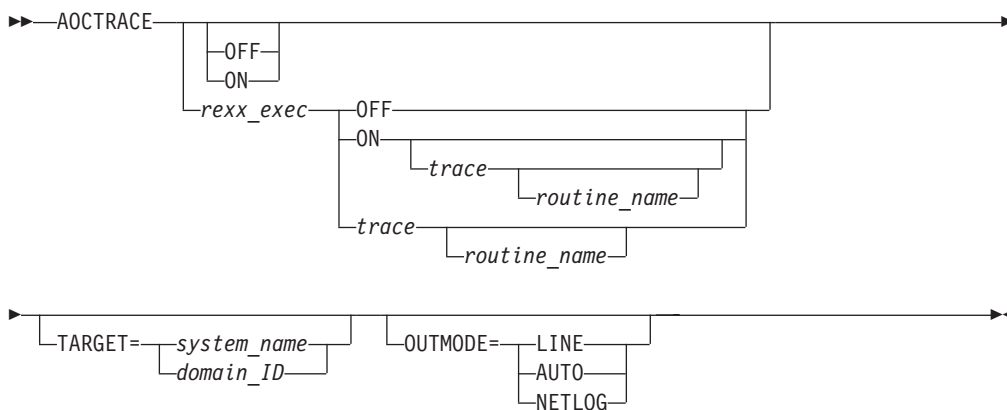 AOCTRACE
OFF
ON
rexx_exec OFF
ON
trace
routine_name
trace
routine_name
TARGET= system_name OUTMODE= LINE
domain_ID AUTO
NETLOG